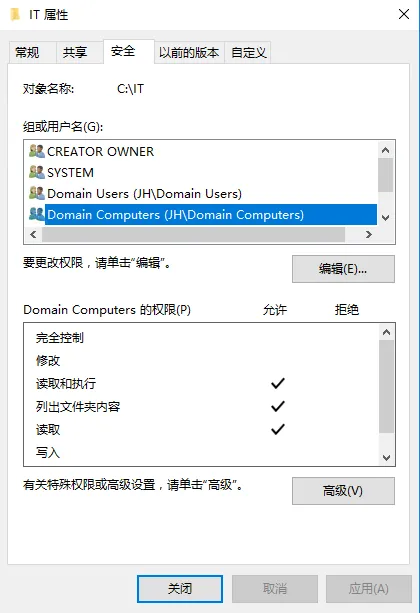 IT 属性
常规 共享 安全 以前的版本 自定义
对象名称: C:\IT
组或用户名(G):
CREATOR OWNER
SYSTEM
Domain Users (JH\Domain Users)
Domain Computers (JH\Domain Computers)
要更改权限，请单击“编辑”。 编辑(E)...
Domain Computers 的权限(P) 允许 拒绝
完全控制
修改
读取和执行
列出文件夹内容
读取
写入
有关特殊权限或高级设置，请单击“高级”。 高级(V)
关闭 取消 应用(A)